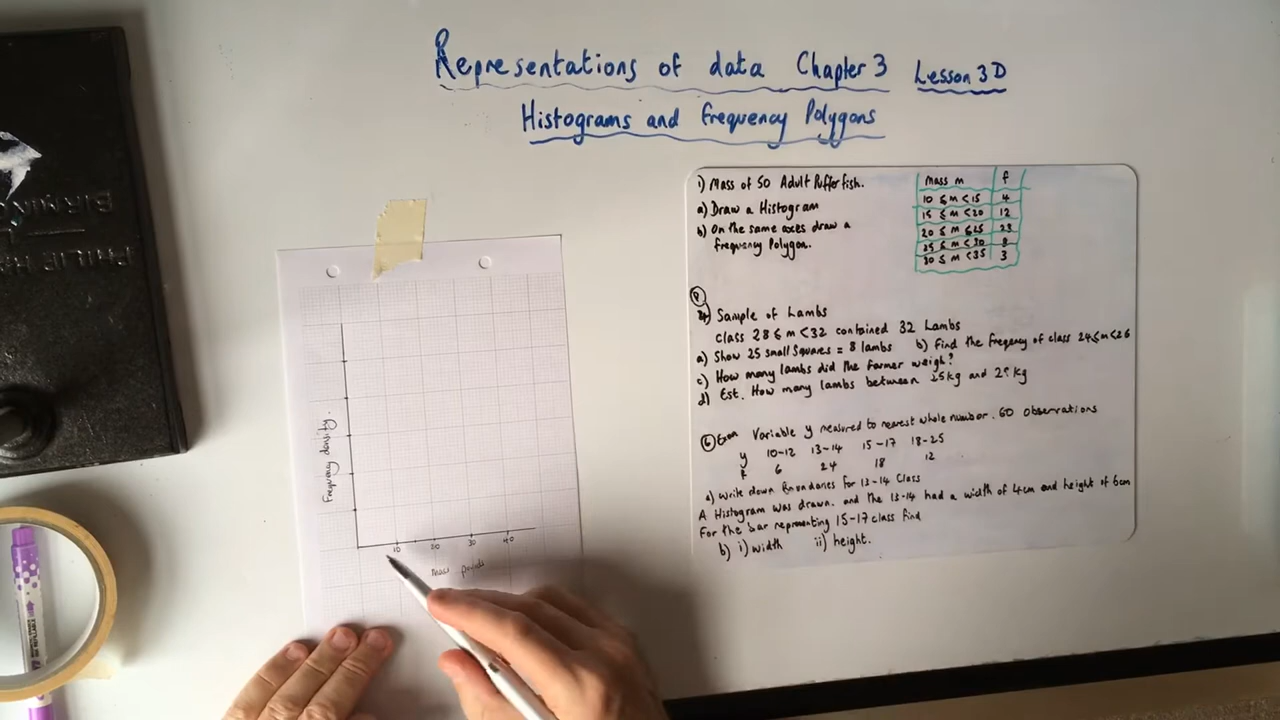 Representations of data Chapter 3 Lesson 3D
Histograms and frequency Polygons
1) Mass of 50 Adult Pufferfish.
a) Draw a Histogram
b) On the same axes draw a
frequency Polygon.
Mass m f
10 ≤ m < 15 4
15 ≤ m < 20 12
20 ≤ m ≤ 25 23
25 ≤ m < 30 8
30 ≤ m < 35 3
Sample of Lambs
Class 28 ≤ m < 32 contained 32 Lambs
a) Show 25 small Squares = 8 lambs b) Find the freqency of class 24 ≤ m < 26
c) How many lambs did the farmer weigh?
d) Est. How many lambs between 25kg and 29kg
6 Exam Variable y measured to nearest whole number. 60 observations
y 10-12 13-14 15-17 18-25
f 6 24 18 12
a) Write down Boundaries for 13-14 Class
A Histogram was drawn. and the 13-14 had a width of 4cm and height of 6cm
For the bar representing 15-17 class find
b) i) width ii) height.
Frequency density.
10 20 30 40
Mass